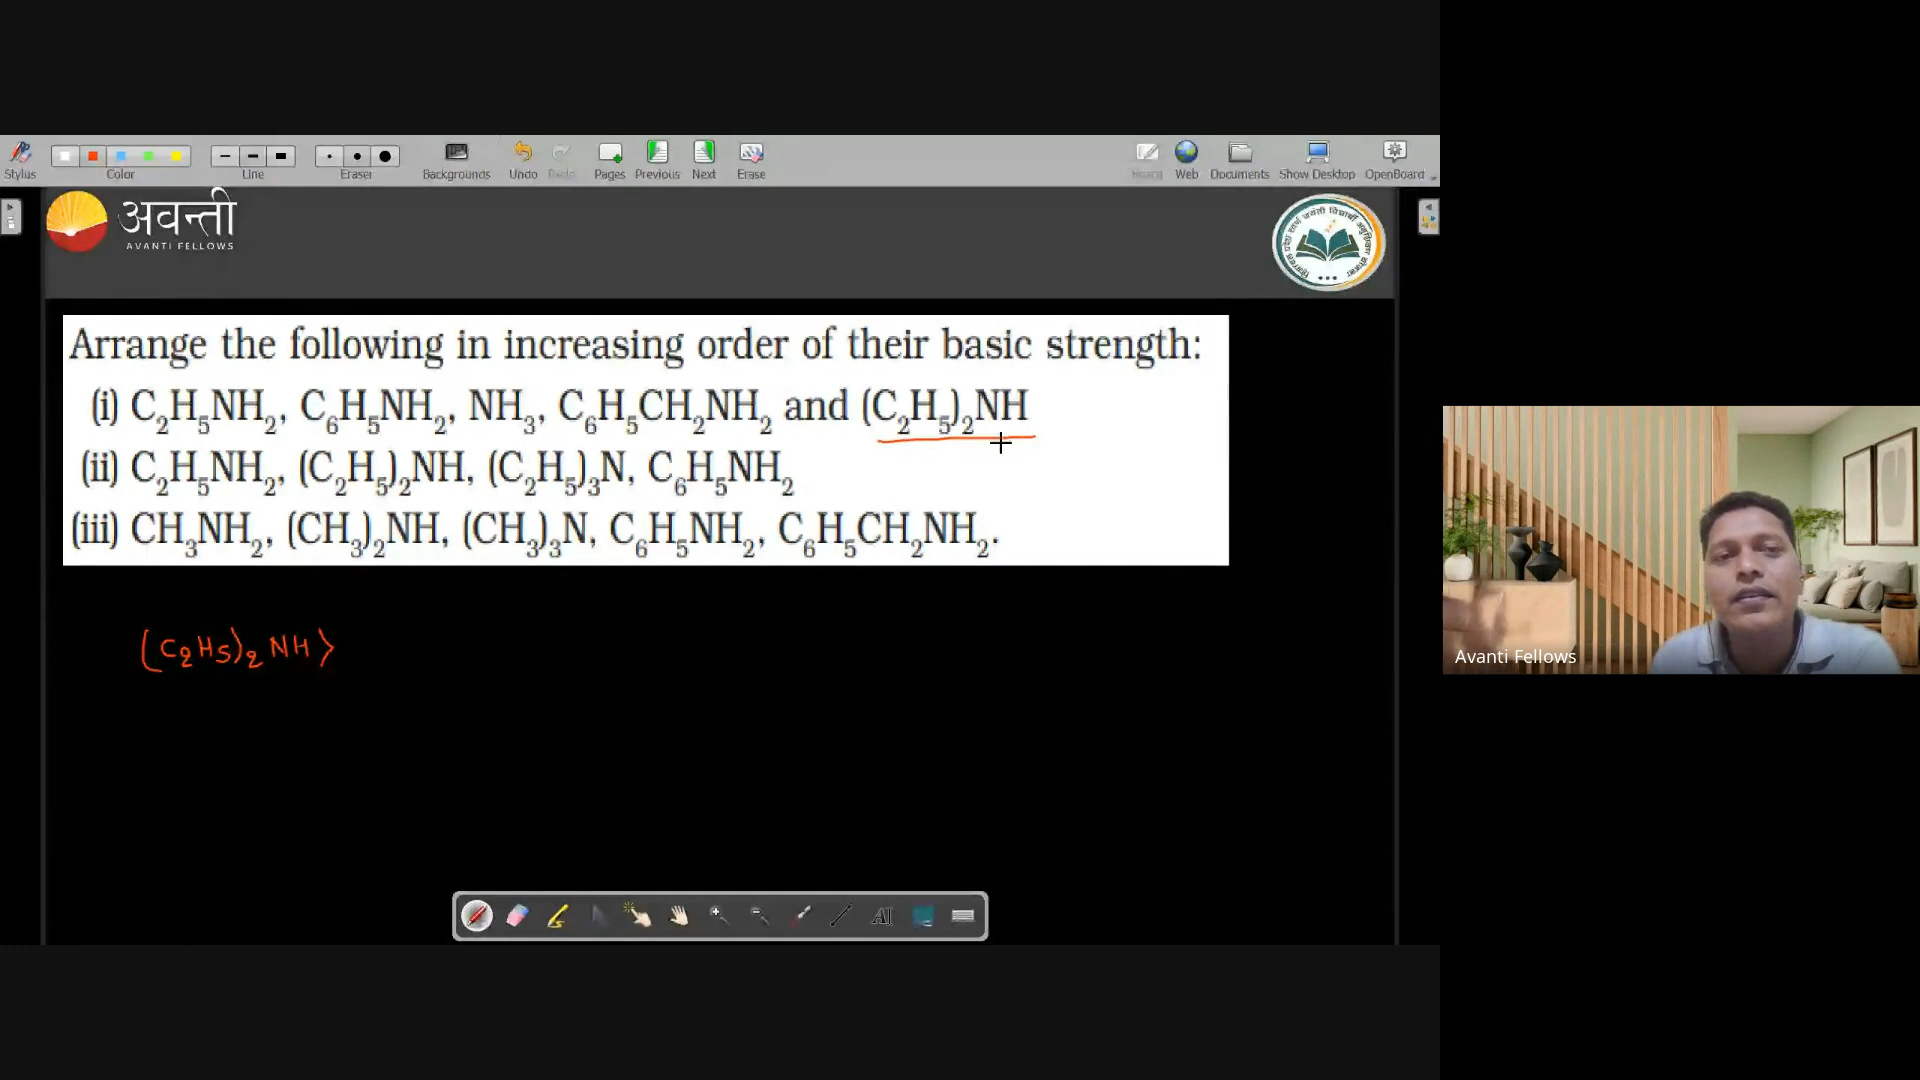 Stylus Color Line Eraser Backgrounds Undo Redo Pages Previous Next Erase Board Web Documents Show Desktop OpenBoard
अवन्ती
AVANTI FELLOWS
Arrange the following in increasing order of their basic strength:
(i) C₂H₅NH₂, C₆H₅NH₂, NH₃, C₆H₅CH₂NH₂ and (C₂H₅)₂NH
(ii) C₂H₅NH₂, (C₂H₅)₂NH, (C₂H₅)₃N, C₆H₅NH₂
(iii) CH₃NH₂, (CH₃)₂NH, (CH₃)₃N, C₆H₅NH₂, C₆H₅CH₂NH₂.
(C₂H₅)₂NH >
Avanti Fellows
AI